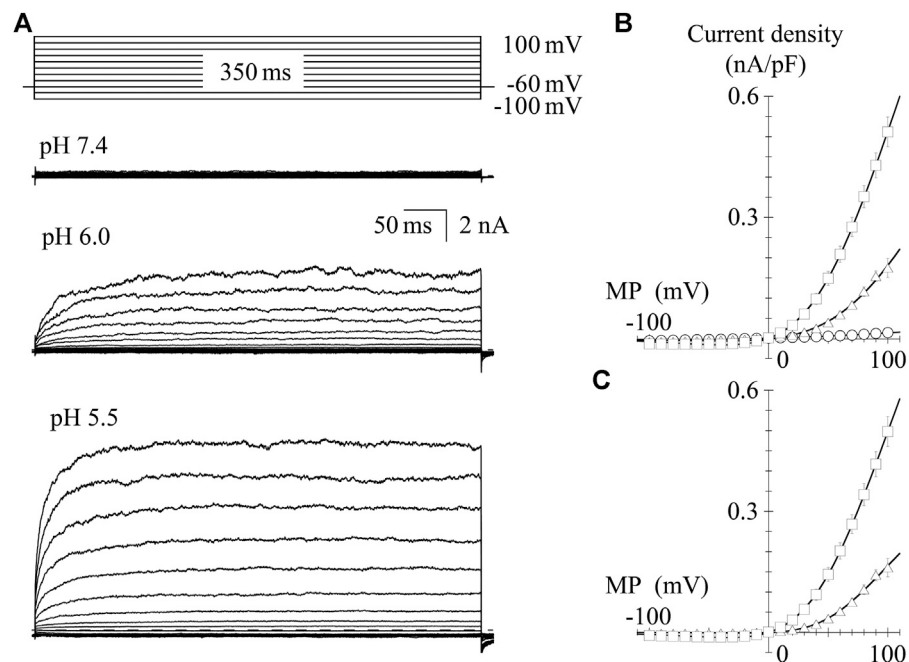 A
350 ms
100 mV
-60 mV
-100 mV
pH 7.4
50 ms
2 nA
pH 6.0
pH 5.5
B
Current density
(nA/pF)
0.6
0.3
MP (mV)
-100
0
100
C
0.6
0.3
MP (mV)
-100
0
100